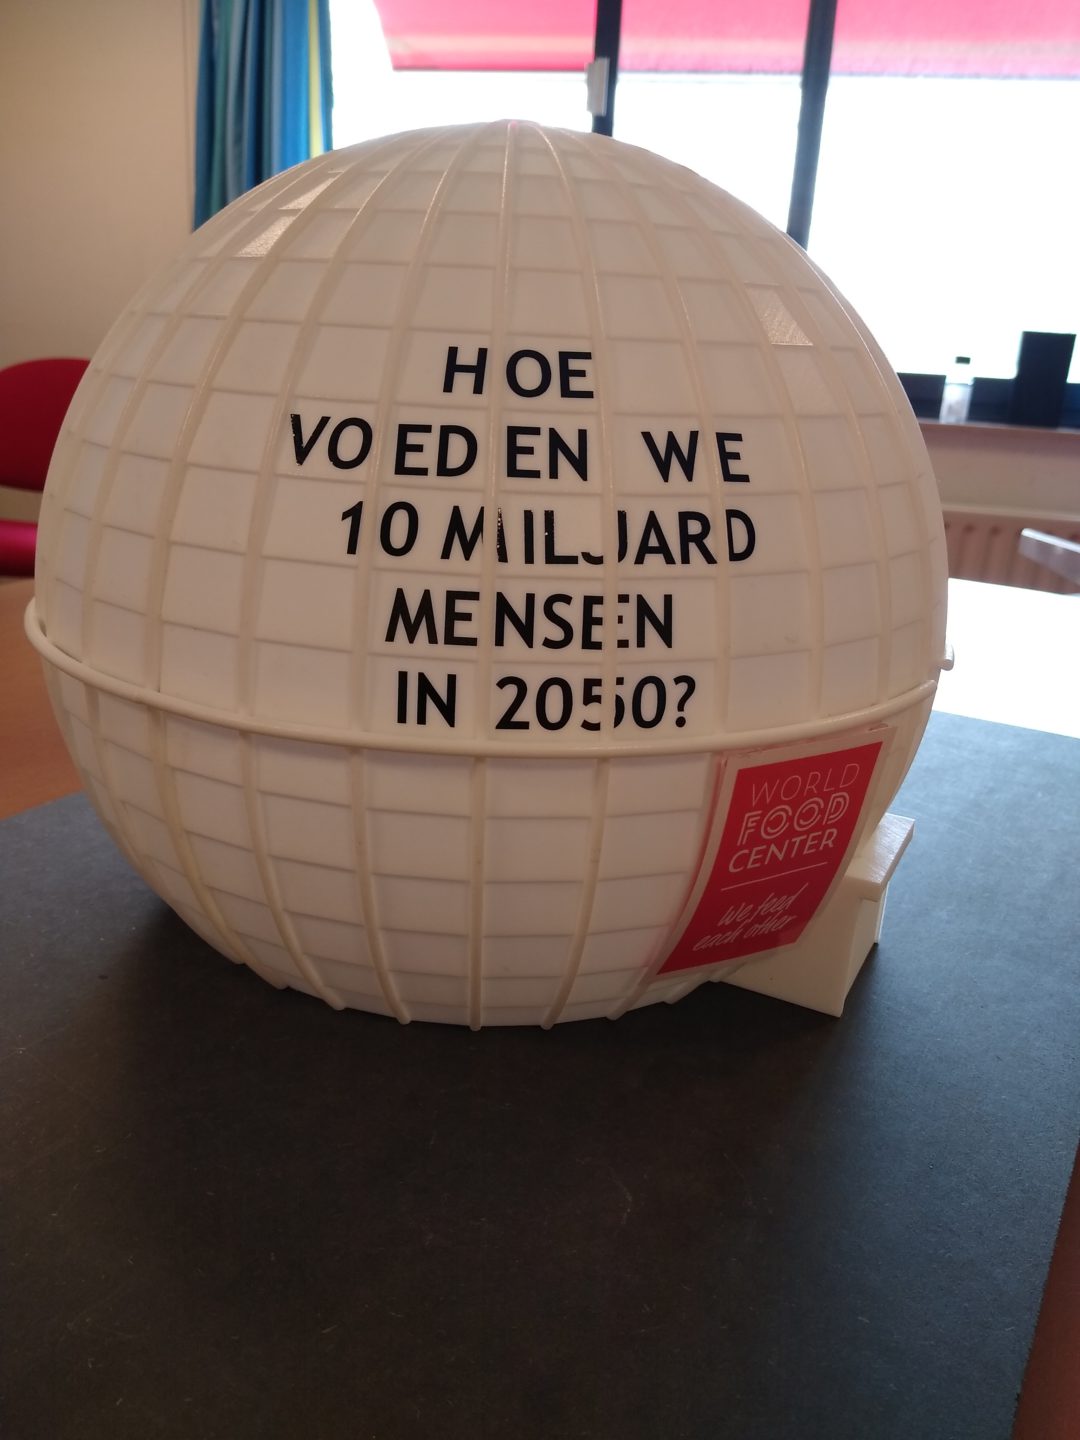 HOE
VOEDEN WE
10 MILJARD
MENSEN
IN 2050?
WORLD
FOOD
CENTER
We feed
each other